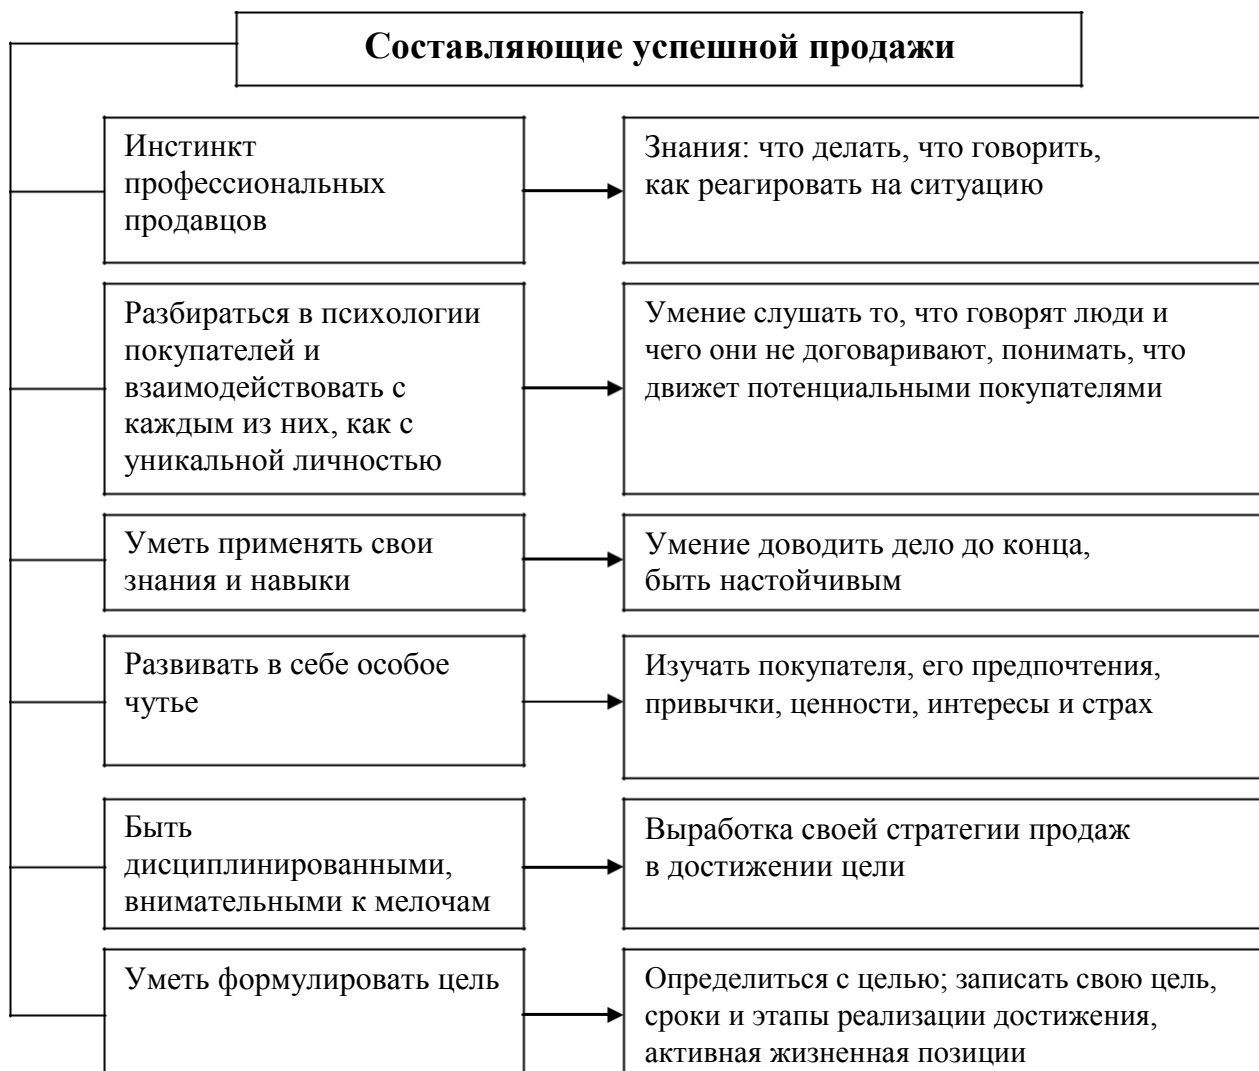 Составляющие успешной продажи
Инстинкт
профессиональных
продавцов
Знания: что делать, что говорить,
как реагировать на ситуацию
Разбираться в психологии
покупателей и
взаимодействовать с
каждым из них, как с
уникальной личностью
Умение слушать то, что говорят люди и
чего они не договаривают, понимать, что
движет потенциальными покупателями
Уметь применять свои
знания и навыки
Умение доводить дело до конца,
быть настойчивым
Развивать в себе особое
чутье
Изучать покупателя, его предпочтения,
привычки, ценности, интересы и страх
Быть
дисциплинированными,
внимательными к мелочам
Выработка своей стратегии продаж
в достижении цели
Уметь формулировать цель
Определиться с целью; записать свою цель,
сроки и этапы реализации достижения,
активная жизненная позиции